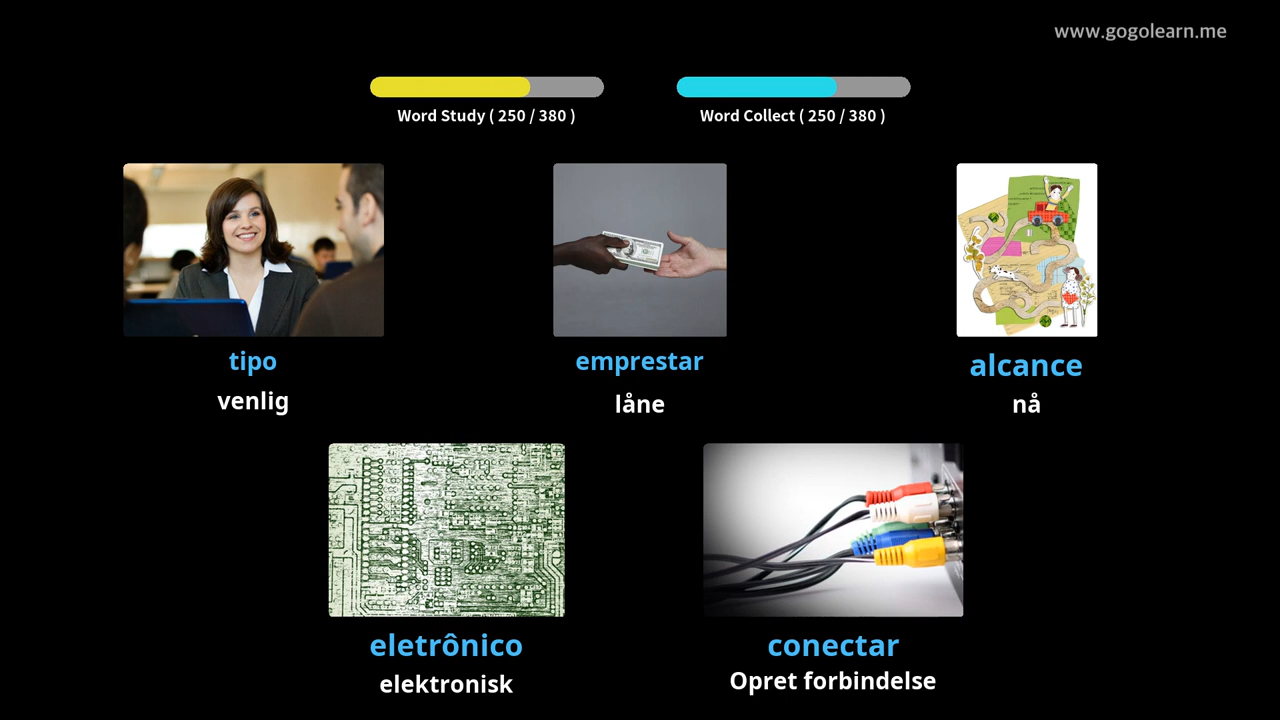 www.gogolearn.me
Word Study ( 250 / 380 )
Word Collect ( 250 / 380 )
tipo
venlig
emprestar
låne
alcance
nå
eletrônico
elektronisk
conectar
Opret forbindelse